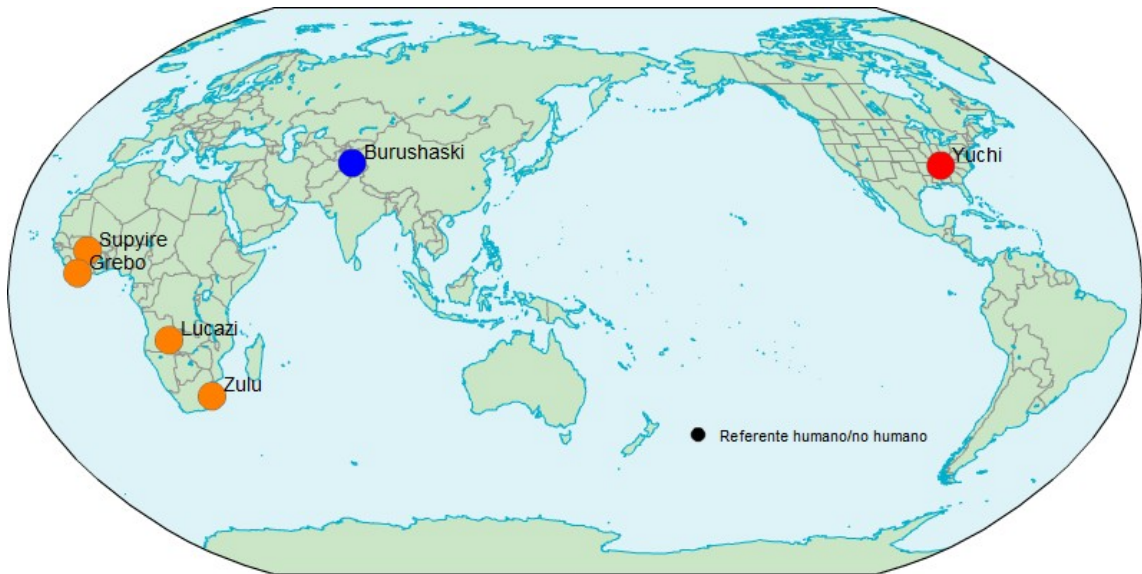 Burushaski
Yuchi
Supyire
Grebo
Lucazi
Zulu
Referente humano/no humano